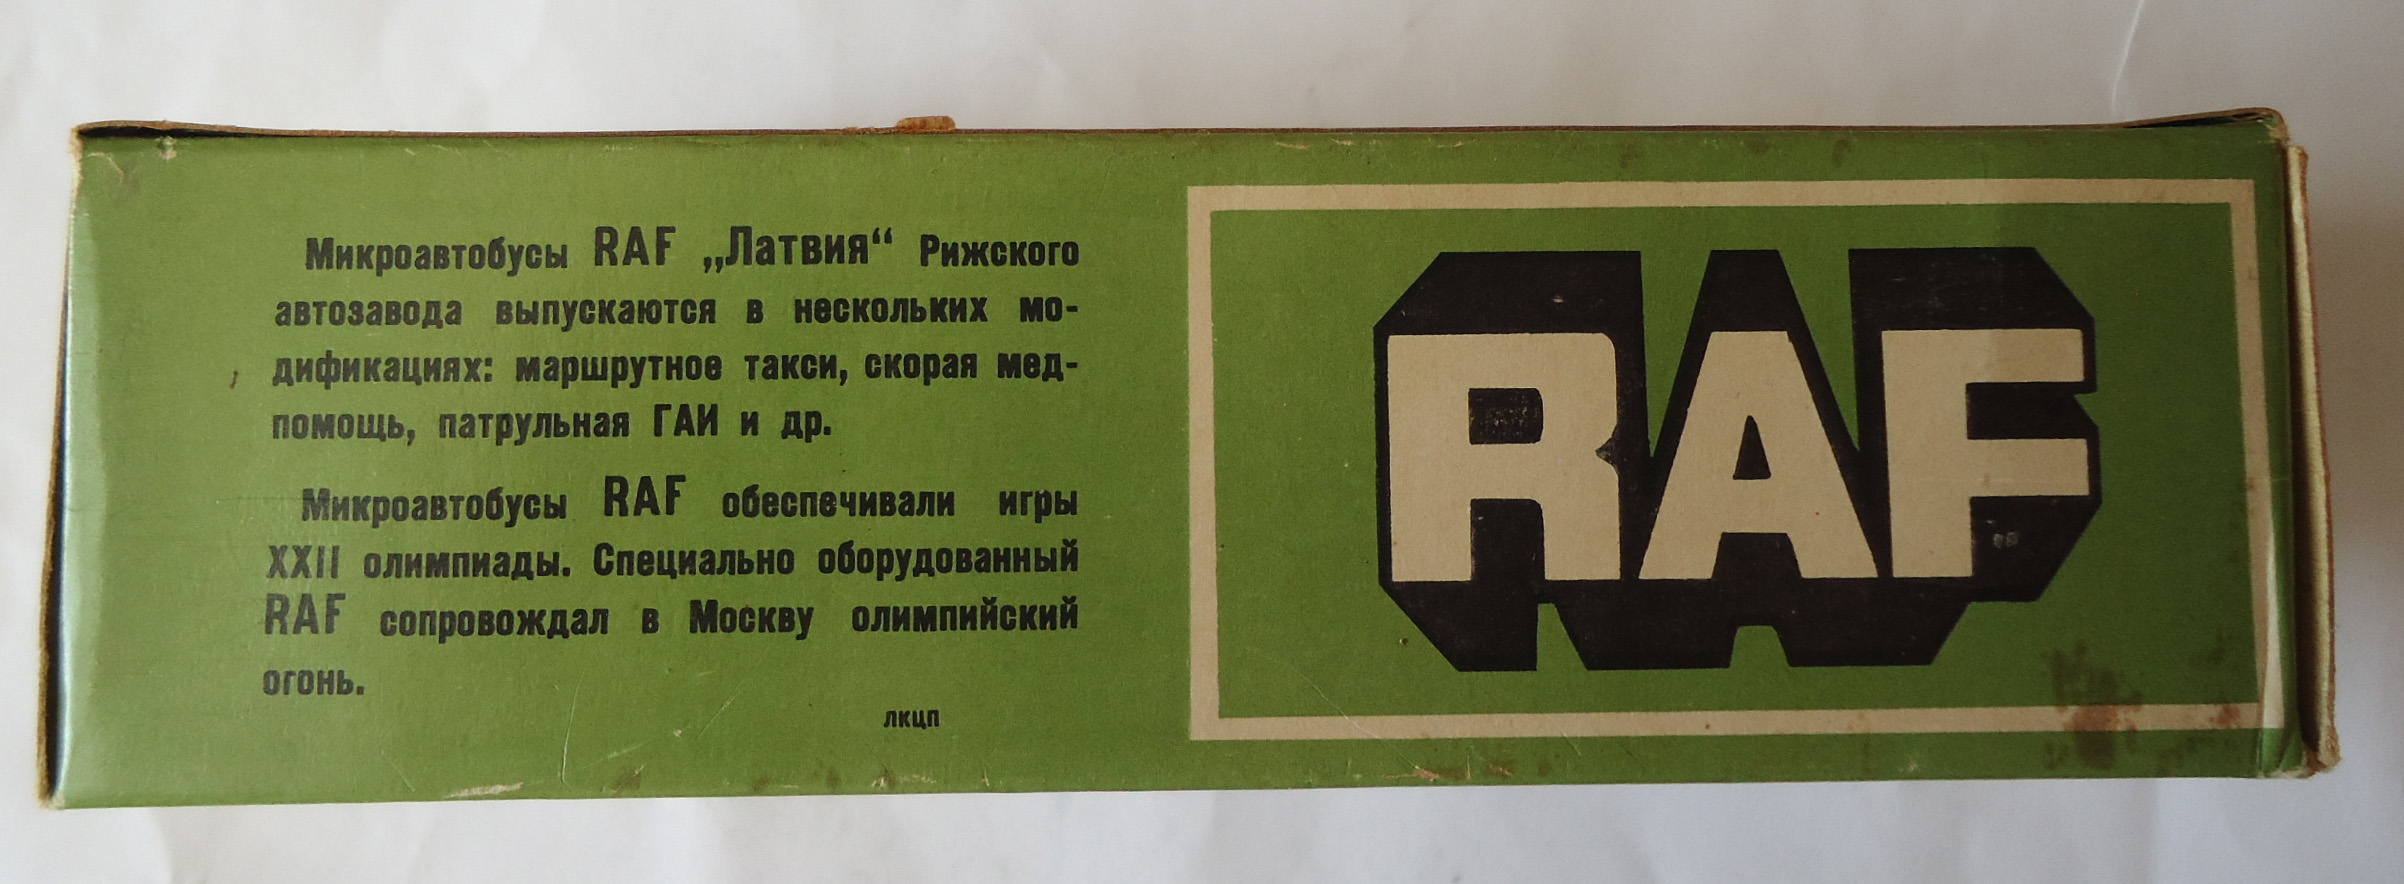 Микроавтобусы RAF „Латвия“ Рижского
автозавода выпускаются в нескольких мо-
дификациях: маршрутное такси, скорая мед-
помощь, патрульная ГАИ и др.
Микроавтобусы RAF обеспечивали игры
XXII олимпиады. Специально оборудованный
RAF сопровождал в Москву олимпийский
огонь.
лкцп
RAF